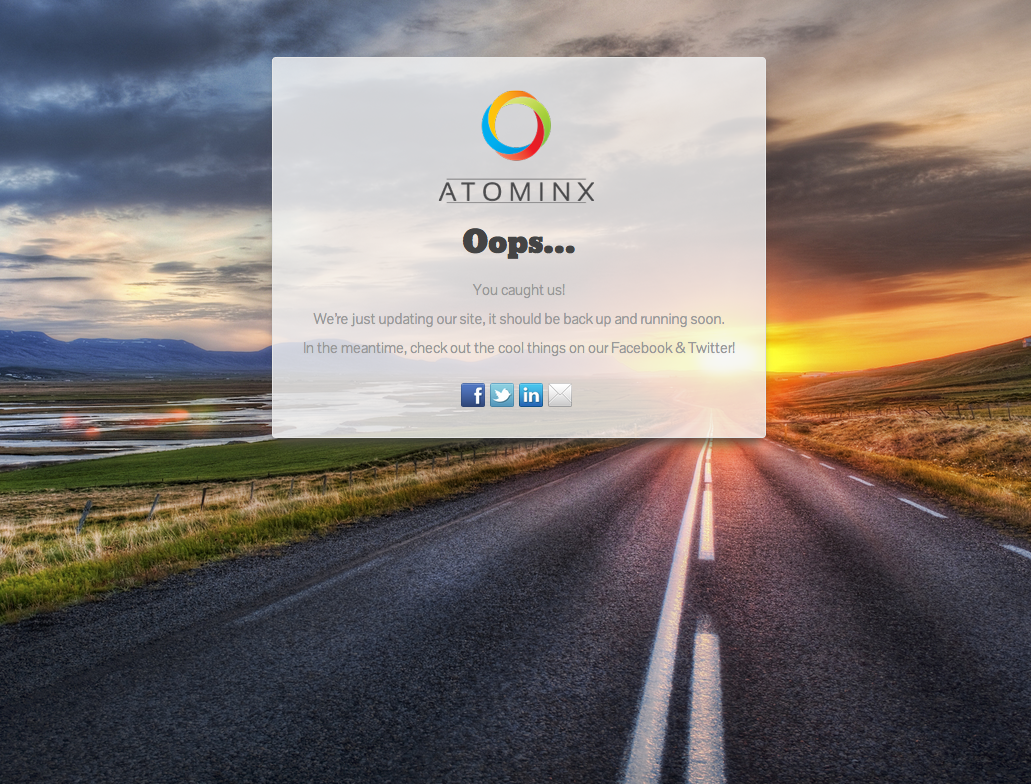 ATOMINX
Oops...
You caught us!
We're just updating our site, it should be back up and running soon.
In the meantime, check out the cool things on our Facebook & Twitter!
f
in